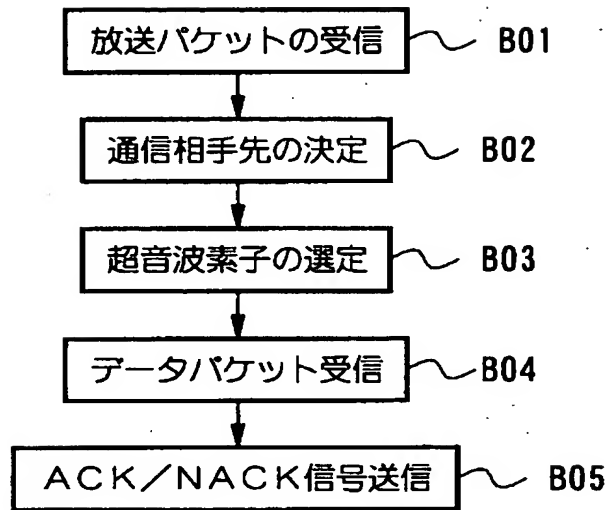 放送パケットの受信 B01
通信相手先の決定 B02
超音波素子の選定 B03
データパケット受信 B04
ACK/NACK信号送信 B05